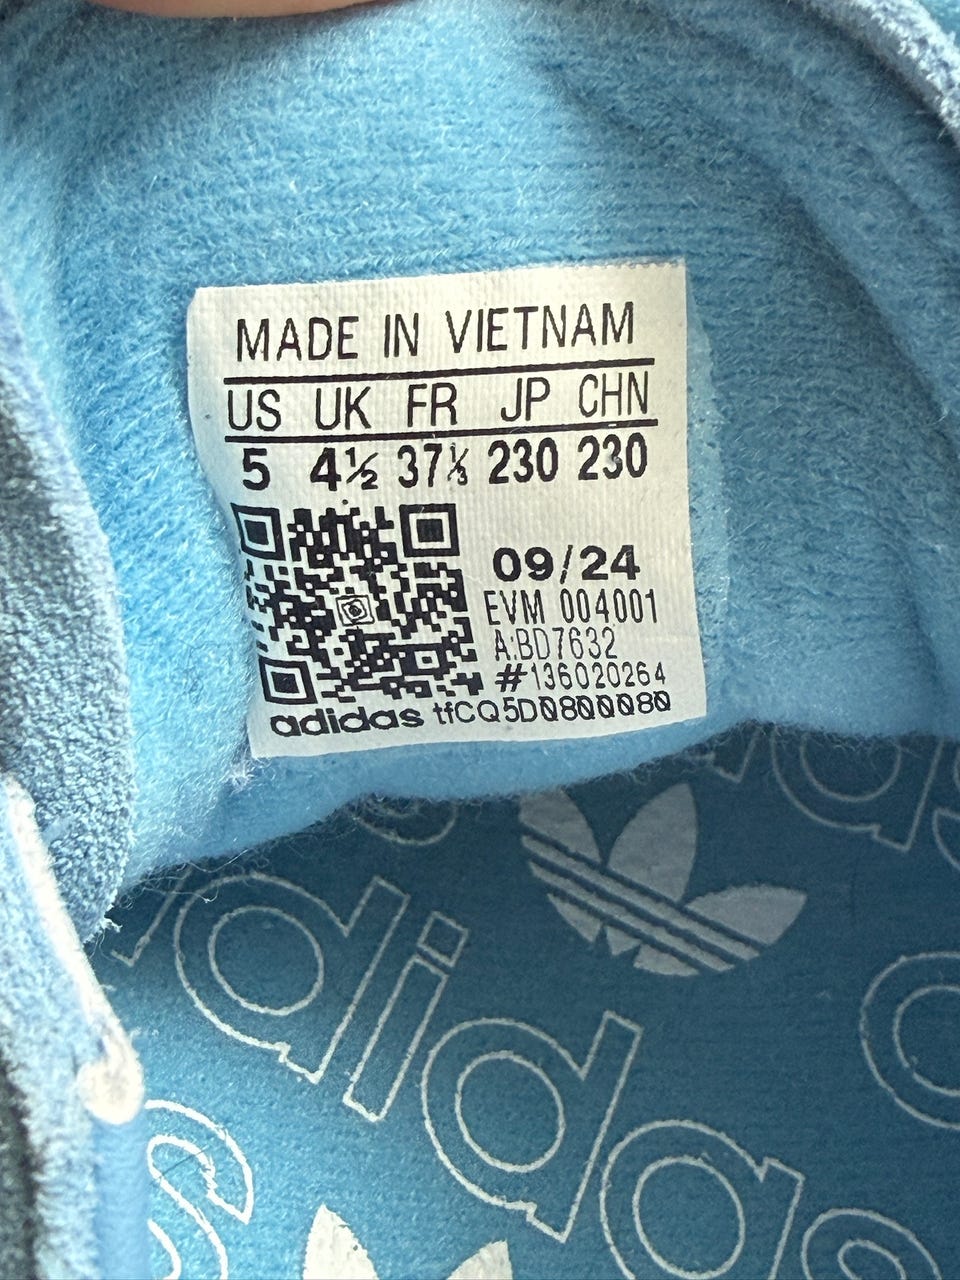 MADE IN VIETNAM
US UK FR JP CHN
5 4½ 37⅓ 230 230
09/24
EVM 004001
A:BD7632
#136020264
adidas tfCQ5D0800080
adidas